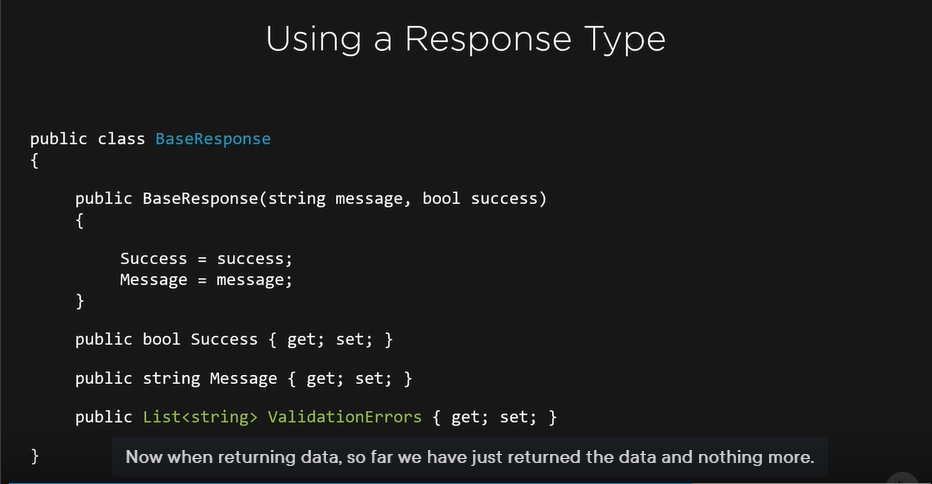 Using a Response Type
public class BaseResponse
{
public BaseResponse(string message, bool success)
{
Success = success;
Message = message;
}
public bool Success { get; set; }
public string Message { get; set; }
public List<string> ValidationErrors { get; set; }
}
Now when returning data, so far we have just returned the data and nothing more.